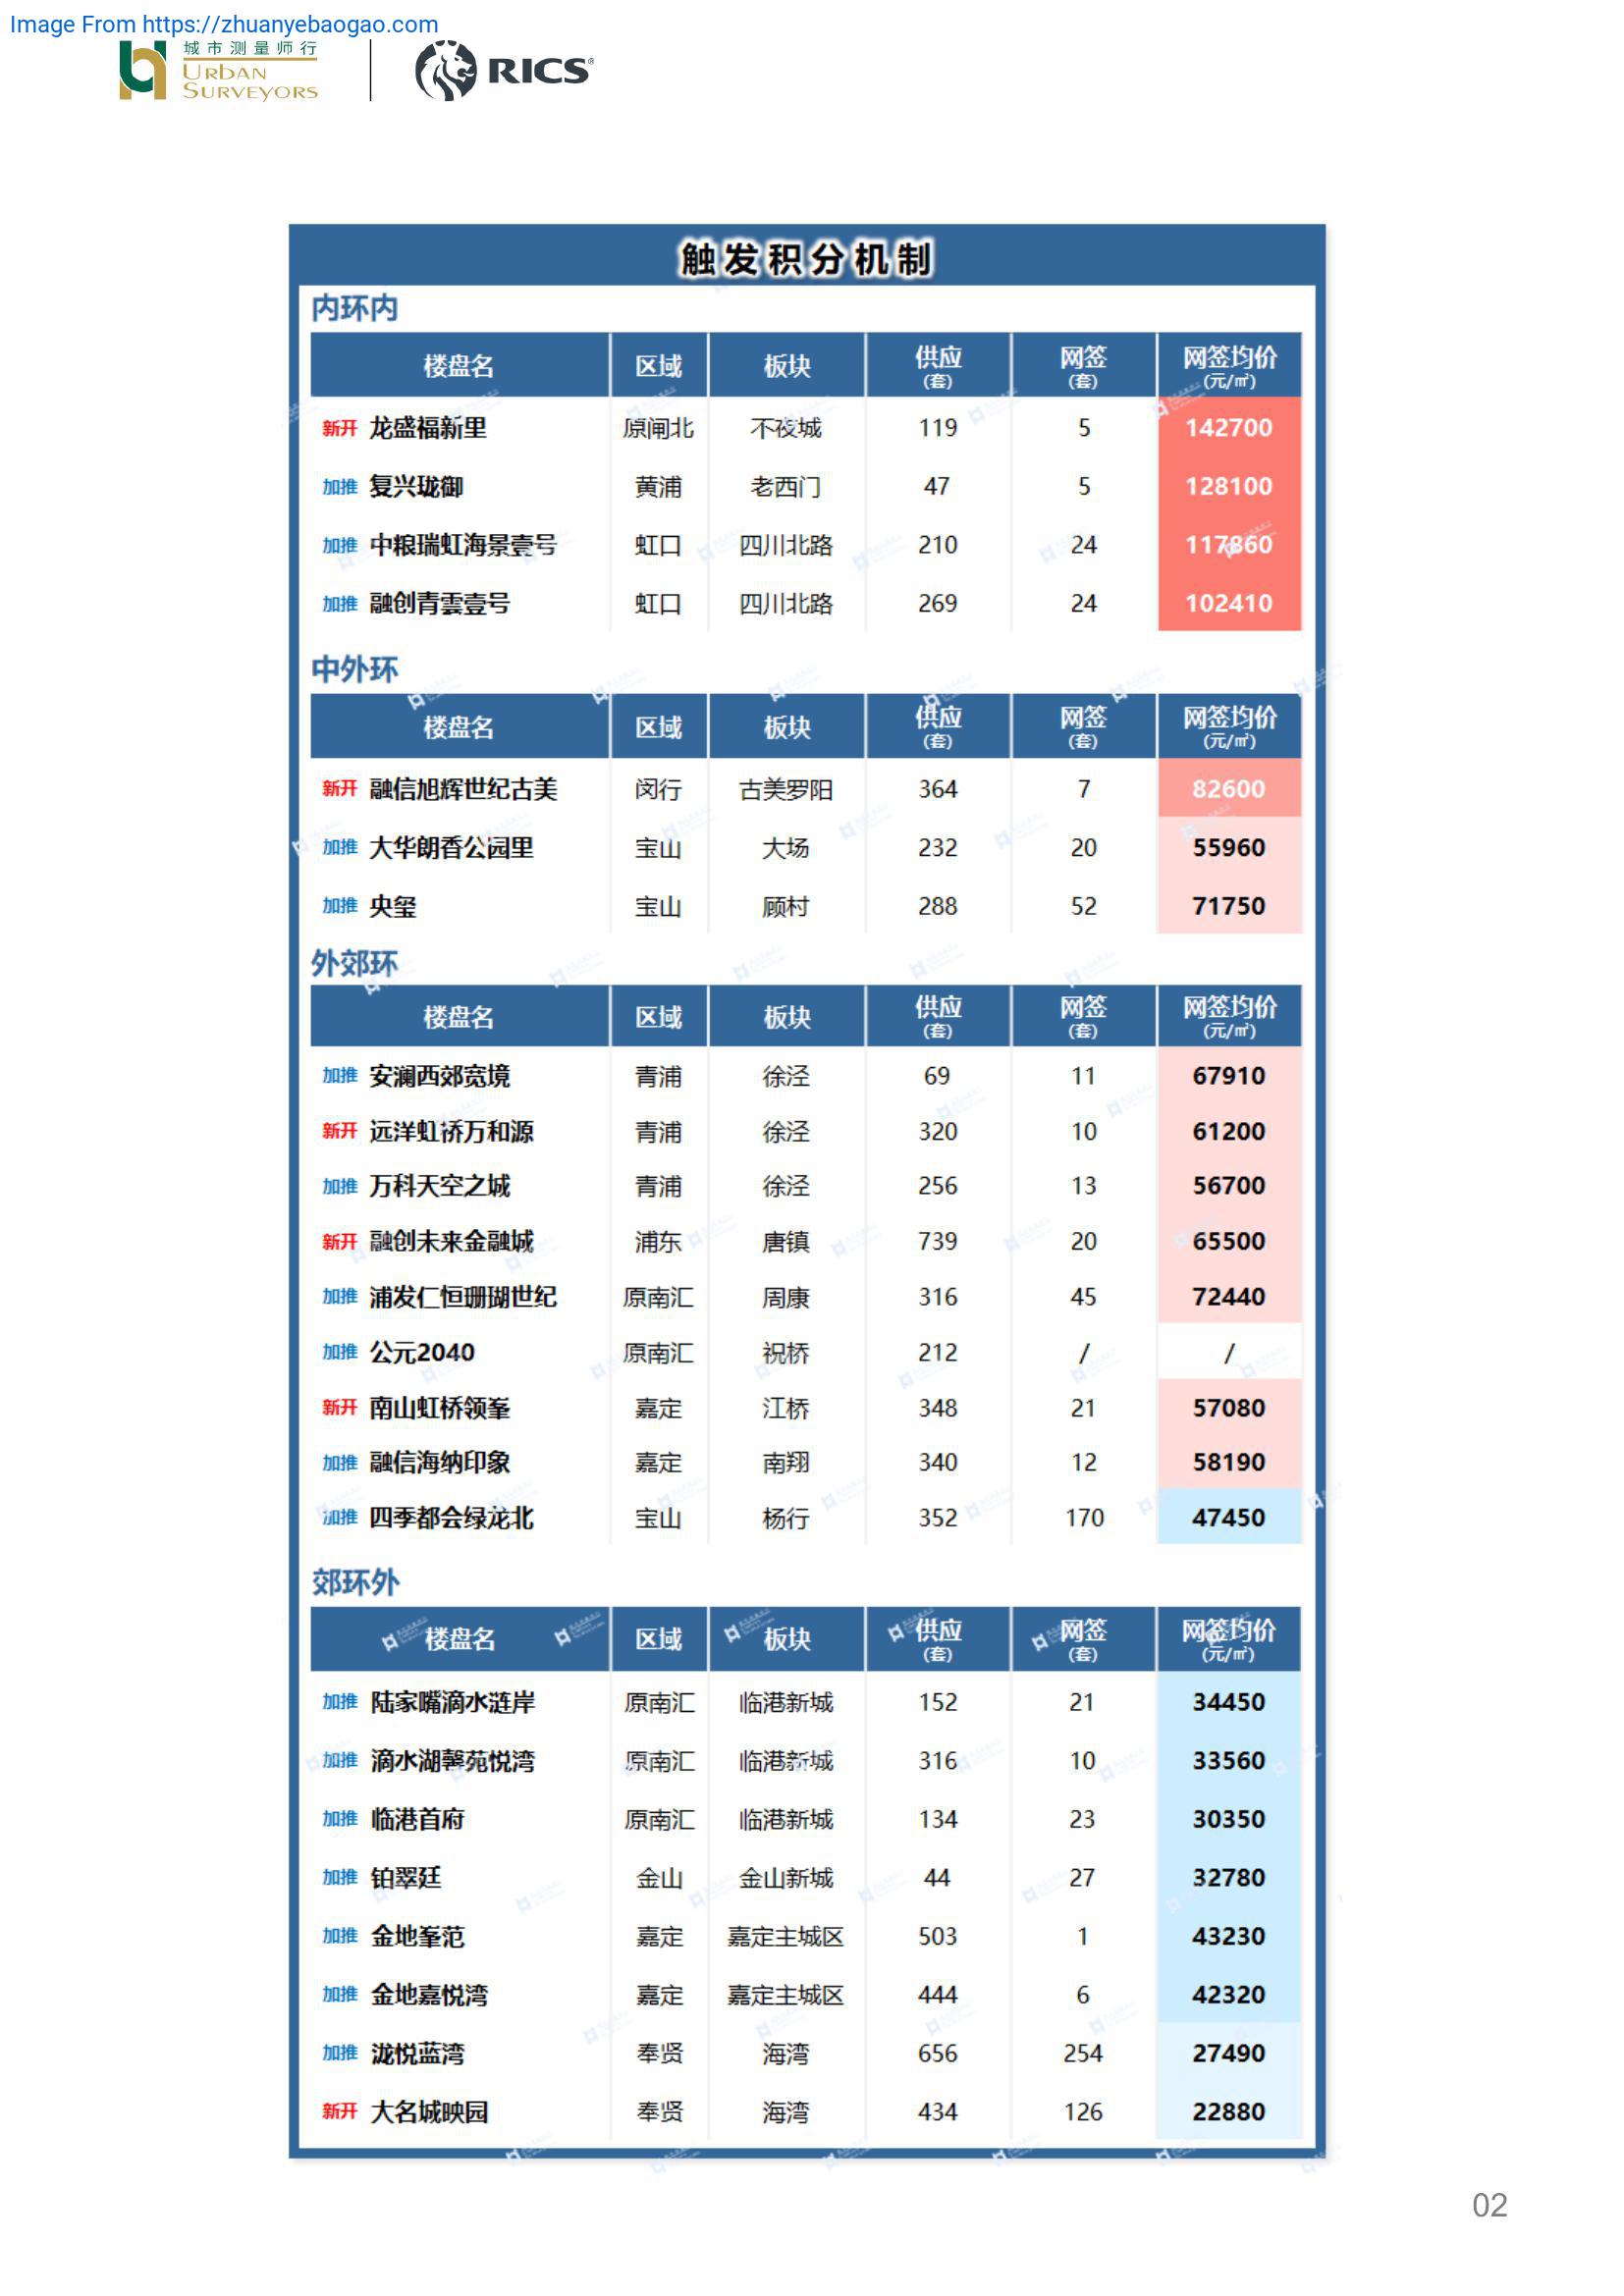 Image From https://zhuanyebaogao.com
城市测量师行
URBAN
SURVEYORS
RICS®
触发积分机制
内环内
楼盘名 区域 板块 供应(套) 网签(套) 网签均价(元/㎡)
新开 龙盛福新里 原闸北 不夜城 119 5 142700
加推 复兴珑御 黄浦 老西门 47 5 128100
加推 中粮瑞虹海景壹号 虹口 四川北路 210 24 117860
加推 融创青雲壹号 虹口 四川北路 269 24 102410
中外环
楼盘名 区域 板块 供应(套) 网签(套) 网签均价(元/㎡)
新开 融信旭辉世纪古美 闵行 古美罗阳 364 7 82600
加推 大华朗香公园里 宝山 大场 232 20 55960
加推 央玺 宝山 顾村 288 52 71750
外郊环
楼盘名 区域 板块 供应(套) 网签(套) 网签均价(元/㎡)
加推 安澜西郊宽境 青浦 徐泾 69 11 67910
新开 远洋虹桥万和源 青浦 徐泾 320 10 61200
加推 万科天空之城 青浦 徐泾 256 13 56700
新开 融创未来金融城 浦东 唐镇 739 20 65500
加推 浦发仁恒珊瑚世纪 原南汇 周康 316 45 72440
加推 公元2040 原南汇 祝桥 212 / /
新开 南山虹桥领峯 嘉定 江桥 348 21 57080
加推 融信海纳印象 嘉定 南翔 340 12 58190
加推 四季都会绿龙北 宝山 杨行 352 170 47450
郊环外
楼盘名 区域 板块 供应(套) 网签(套) 网签均价(元/㎡)
加推 陆家嘴滴水涟岸 原南汇 临港新城 152 21 34450
加推 滴水湖馨苑悦湾 原南汇 临港新城 316 10 33560
加推 临港首府 原南汇 临港新城 134 23 30350
加推 铂翠廷 金山 金山新城 44 27 32780
加推 金地峯范 嘉定 嘉定主城区 503 1 43230
加推 金地嘉悦湾 嘉定 嘉定主城区 444 6 42320
加推 泷悦蓝湾 奉贤 海湾 656 254 27490
新开 大名城映园 奉贤 海湾 434 126 22880
02